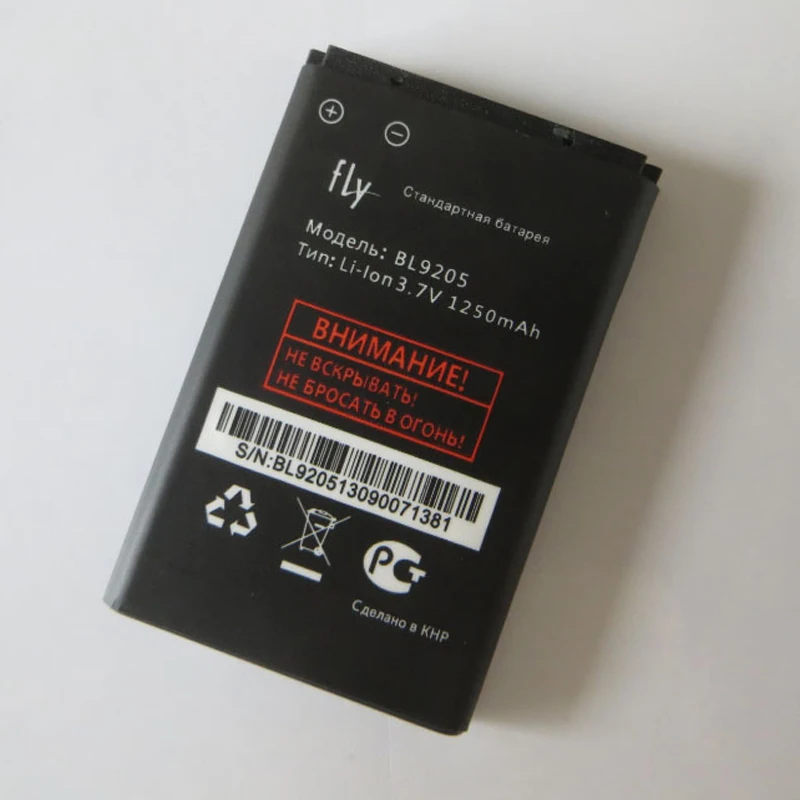 fly Стандартная батарея
Модель: BL9205
Тип: Li-Ion 3.7V 1250mAh
ВНИМАНИЕ!
НЕ ВСКРЫВАТЬ!
НЕ БРОСАТЬ В ОГОНЬ!
S/N:BL920513090071381
РСТ
Сделано в КНР